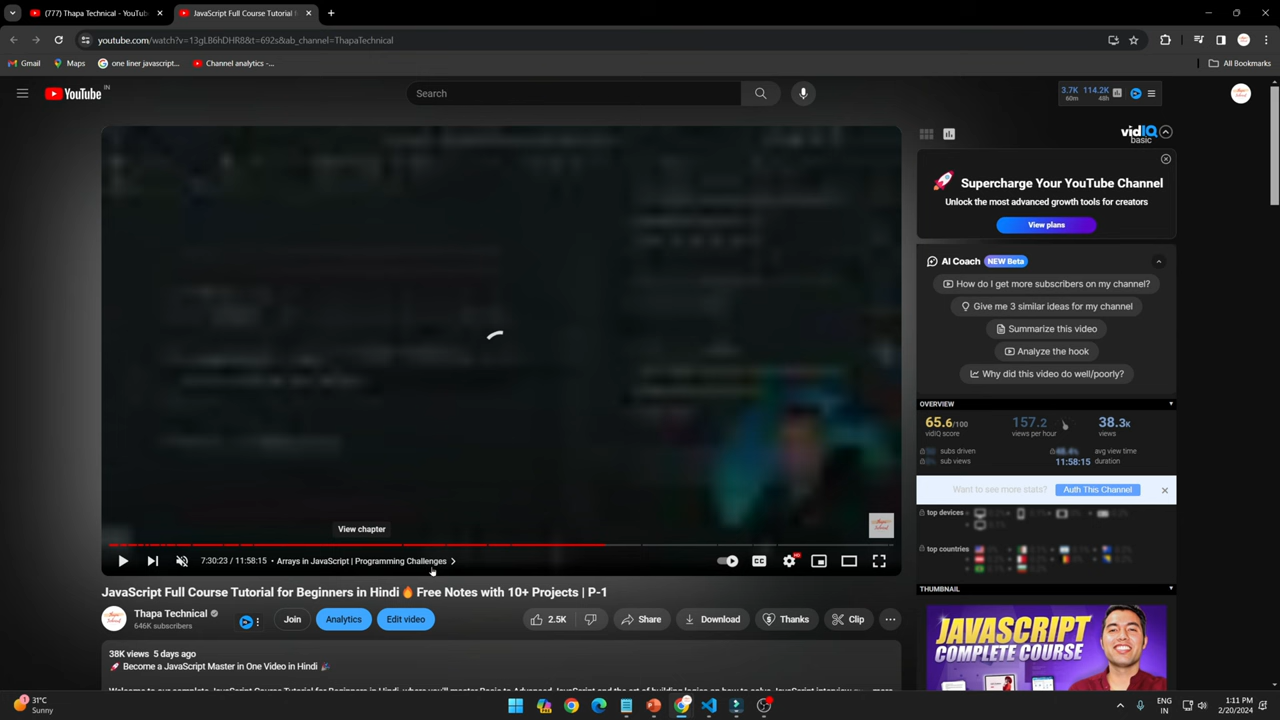 (777) Thapa Technical - YouTub
JavaScript Full Course Tutorial
youtube.com/watch?v=13gLB6hDHR8&t=692s&ab_channel=ThapaTechnical
Gmail
Maps
one liner javascript...
Channel analytics -...
All Bookmarks
YouTube IN
Search
3.7K 60m
114.2K 48h
vidIQ
basic
Supercharge Your YouTube Channel
Unlock the most advanced growth tools for creators
View plans
AI Coach NEW Beta
How do I get more subscribers on my channel?
Give me 3 similar ideas for my channel
Summarize this video
Analyze the hook
Why did this video do well/poorly?
OVERVIEW
65.6/100 157.2 38.3K
vidIQ score views per hour views
subs driven avg view time
sub views 11:58:15 duration
Want to see more stats? Auth This Channel
top devices
top countries
THUMBNAIL
JAVASCRIPT
COMPLETE COURSE
View chapter
7:30:23 / 11:58:15 • Arrays in JavaScript | Programming Challenges
CC
HD
JavaScript Full Course Tutorial for Beginners in Hindi🔥 Free Notes with 10+ Projects | P-1
Thapa Technical
646K subscribers
Join
Analytics
Edit video
2.5K
Share
Download
Thanks
Clip
38K views 5 days ago
🚀 Become a JavaScript Master in One Video in Hindi 🎉
31°C
Sunny
ENG
IN
1:11 PM
2/20/2024